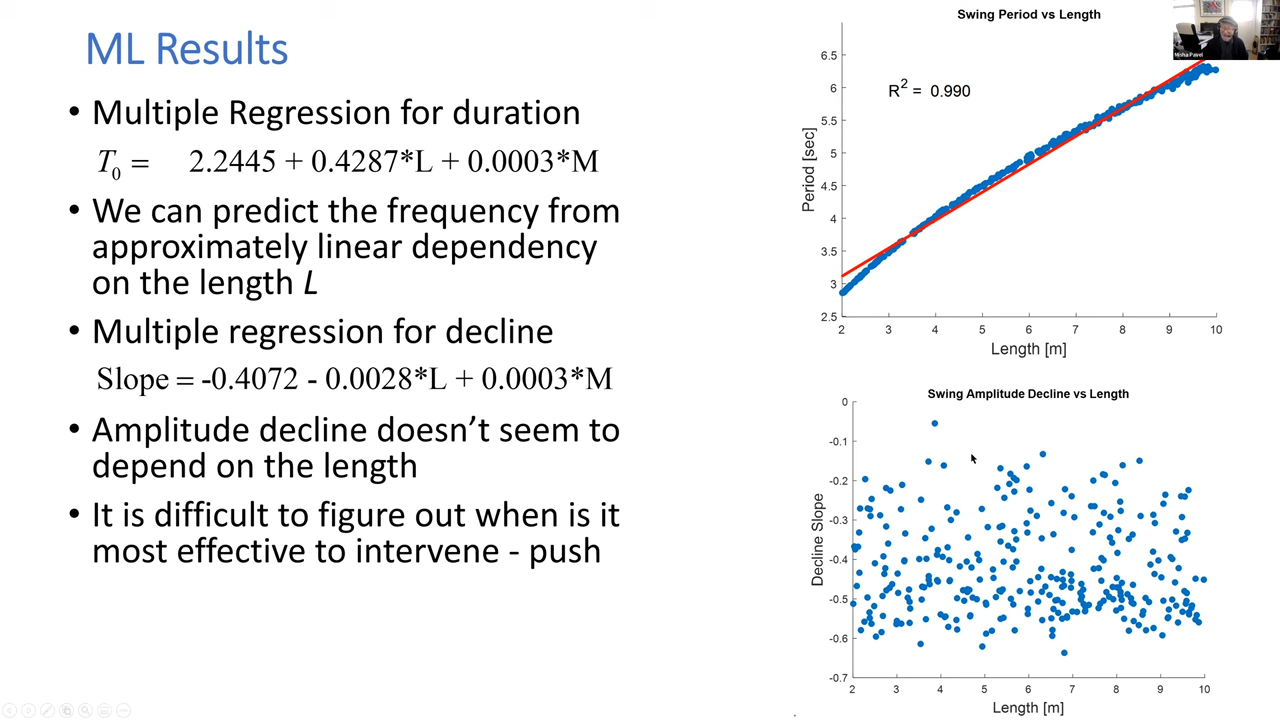 ML Results
• Multiple Regression for duration
T0 = 2.2445 + 0.4287*L + 0.0003*M
• We can predict the frequency from
approximately linear dependency
on the length L
• Multiple regression for decline
Slope = -0.4072 - 0.0028*L + 0.0003*M
• Amplitude decline doesn't seem to
depend on the length
• It is difficult to figure out when is it
most effective to intervene - push
Swing Period vs Length
Misha Pavel
R2 = 0.990
Period [sec]
6.5
6
5.5
5
4.5
4
3.5
3
2.5
2 3 4 5 6 7 8 9 10
Length [m]
Swing Amplitude Decline vs Length
Decline Slope
0
-0.1
-0.2
-0.3
-0.4
-0.5
-0.6
-0.7
2 3 4 5 6 7 8 9 10
Length [m]